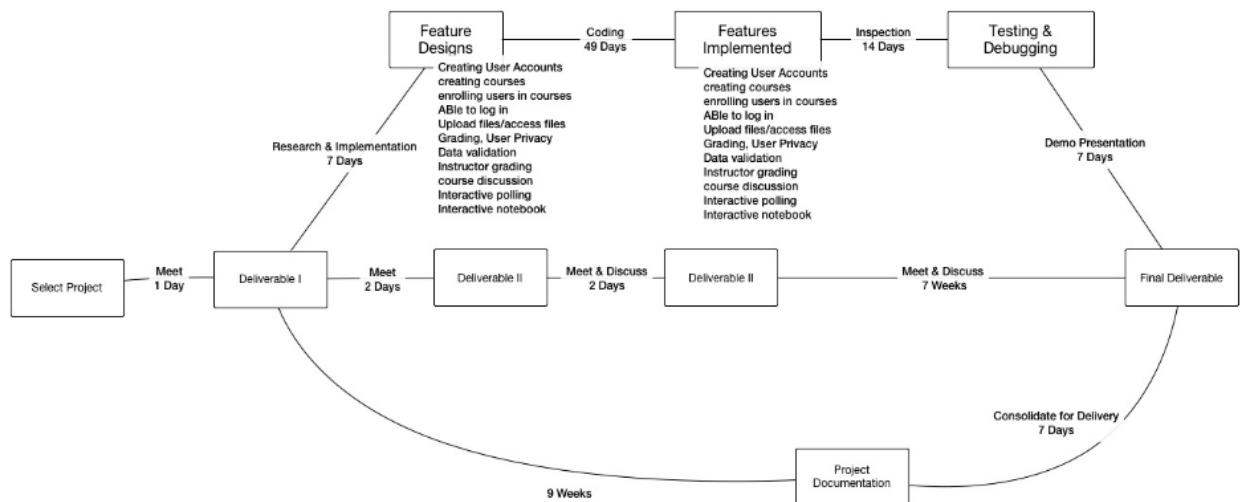 Feature
Designs
Coding
49 Days
Features
Implemented
Inspection
14 Days
Testing &
Debugging
Creating User Accounts
creating courses
enrolling users in courses
ABle to log in
Upload files/access files
Grading, User Privacy
Data validation
Instructor grading
course discussion
Interactive polling
Interactive notebook
Creating User Accounts
creating courses
enrolling users in courses
ABle to log in
Upload files/access files
Grading, User Privacy
Data validation
Instructor grading
course discussion
Interactive polling
Interactive notebook
Research & Implementation
7 Days
Demo Presentation
7 Days
Select Project
Meet
1 Day
Deliverable I
Meet
2 Days
Deliverable II
Meet & Discuss
2 Days
Deliverable II
Meet & Discuss
7 Weeks
Final Deliverable
Consolidate for Delivery
7 Days
Project
Documentation
9 Weeks